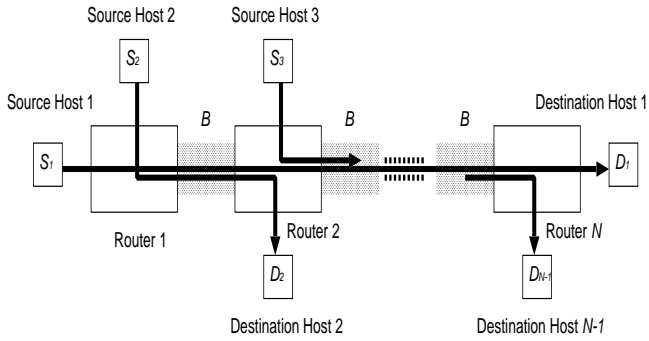 Source Host 2
Source Host 3
S2
S3
Source Host 1
B
B
B
Destination Host 1
S1
D1
Router 1
Router 2
Router N
D2
DN-1
Destination Host 2
Destination Host N-1